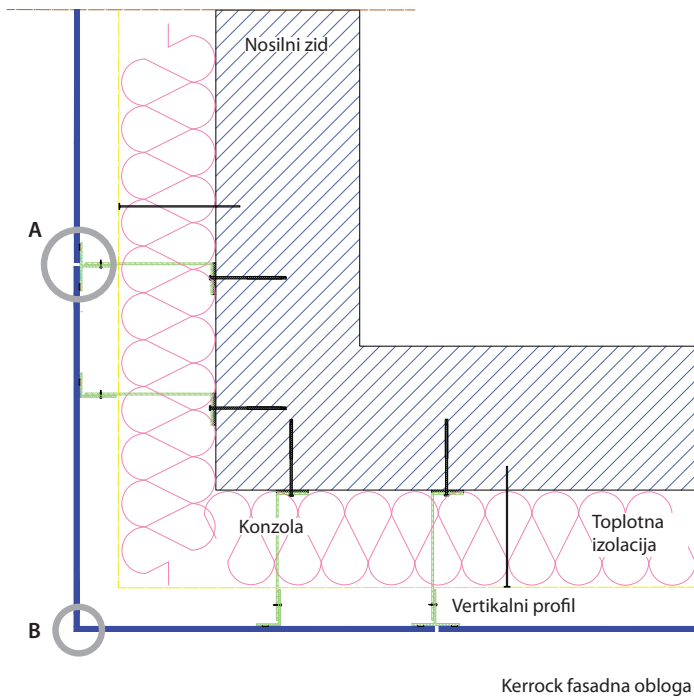 Nosilni zid
A
Konzola
Toplotna
izolacija
Vertikalni profil
B
Kerrock fasadna obloga